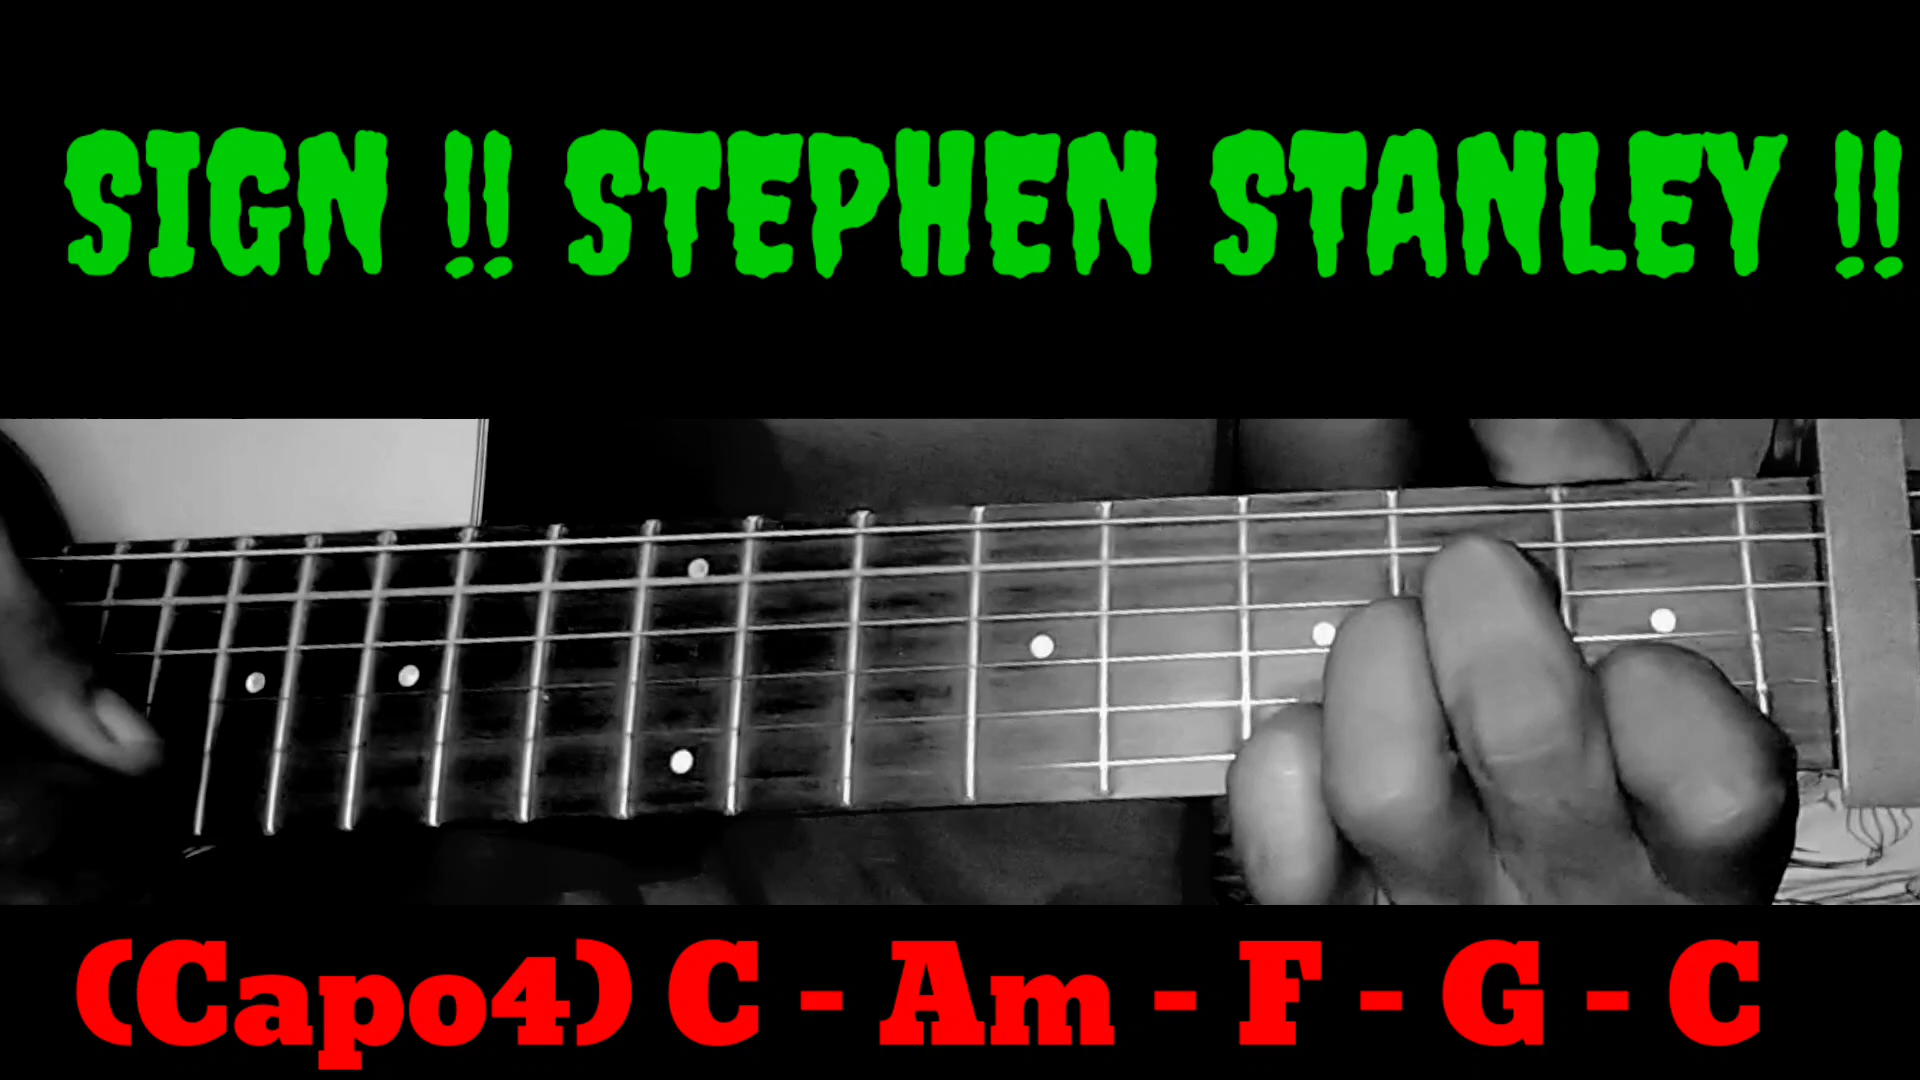 SIGN !! STEPHEN STANLEY !!
(Capo4) C - Am - F - G - C